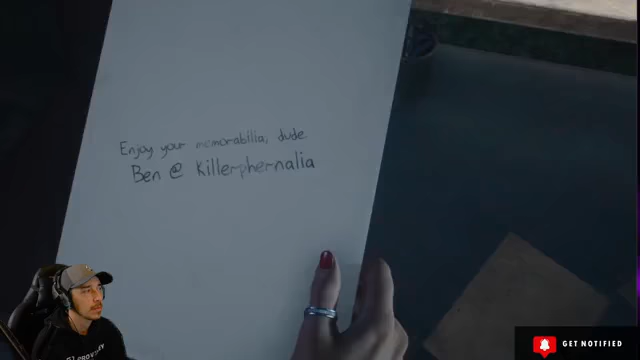 Enjoy your memorabilia, dude.
Ben @ Killerphernalia
GET NOTIFIED